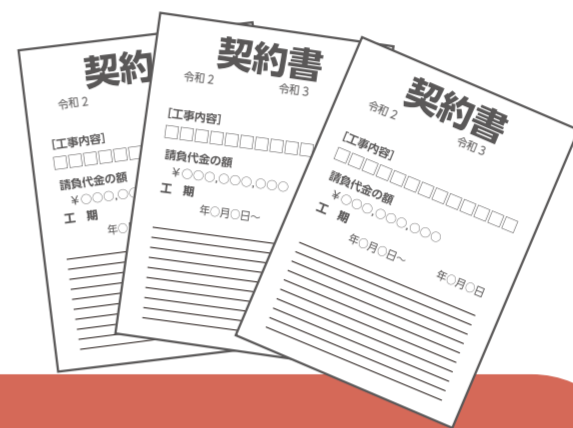 契約
令和 2
[工事内容]
□□□□□□
請負代金の額
￥○○○,○○
工 期
年○
契約書
令和 2
令和 3
[工事内容]
□□□□□□□□□□
請負代金の額
￥○○○,○○○,○○○
工 期
年○月○日～
契約書
令和 2
令和 3
[工事内容]
□□□□□□□□□□□□□
請負代金の額
￥○○○,○○○,○○○
工 期
年○月○日～
年○月○日